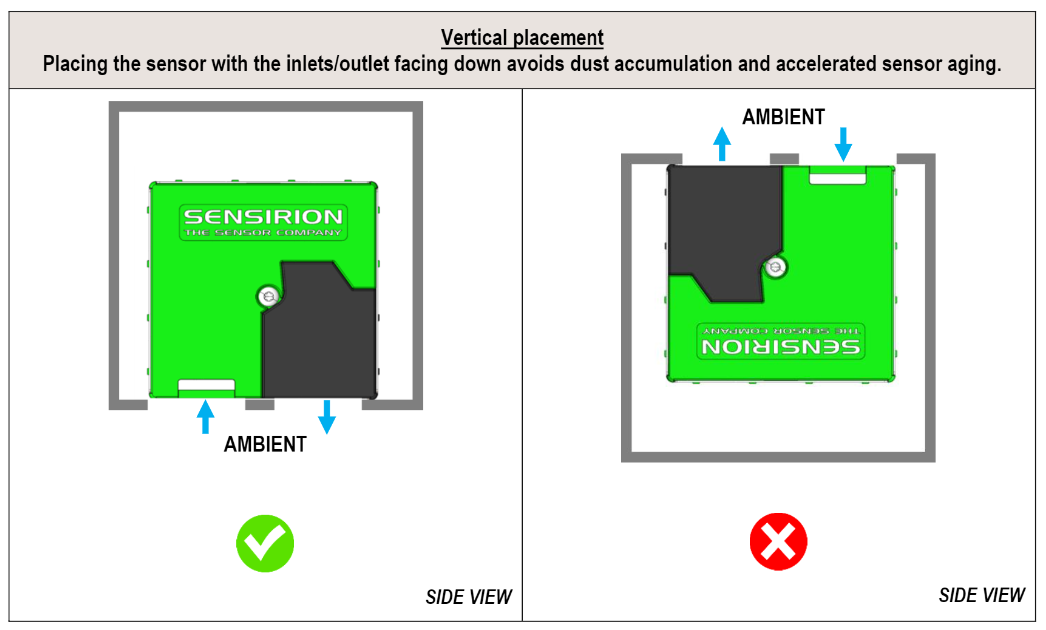 Vertical placement
Placing the sensor with the inlets/outlet facing down avoids dust accumulation and accelerated sensor aging.
SENSIRION
THE SENSOR COMPANY
AMBIENT
SIDE VIEW
AMBIENT
THE SENSOR COMPANY
SENSIRION
SIDE VIEW